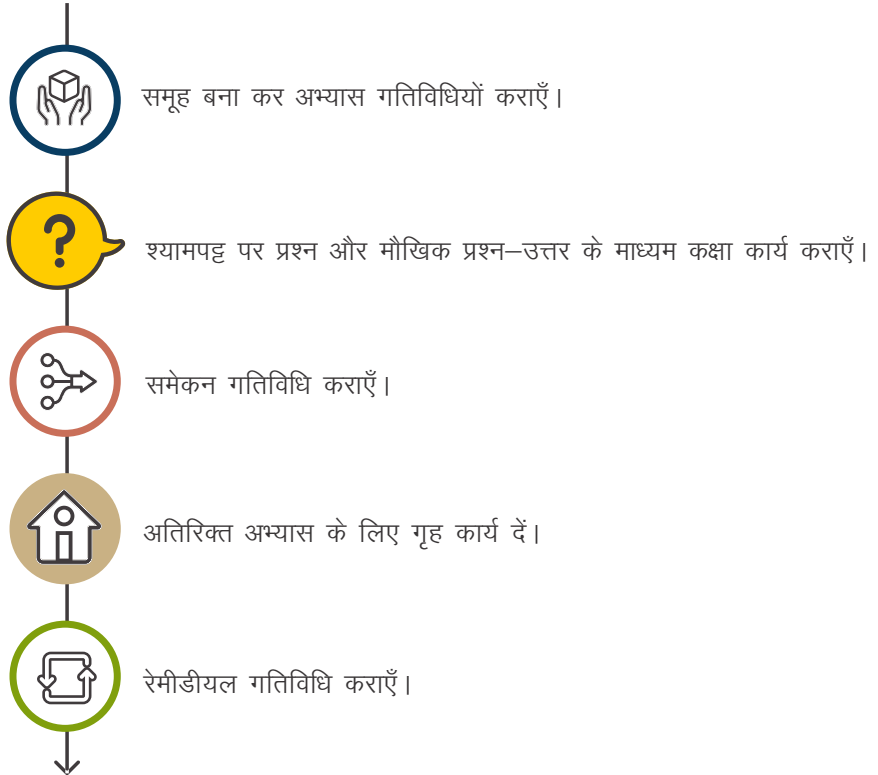 समूह बना कर अभ्यास गतिविधियों कराएँ।
?
श्यामपट्ट पर प्रश्न और मौखिक प्रश्न–उत्तर के माध्यम कक्षा कार्य कराएँ।
समेकन गतिविधि कराएँ।
अतिरिक्त अभ्यास के लिए गृह कार्य दें।
रेमीडीयल गतिविधि कराएँ।